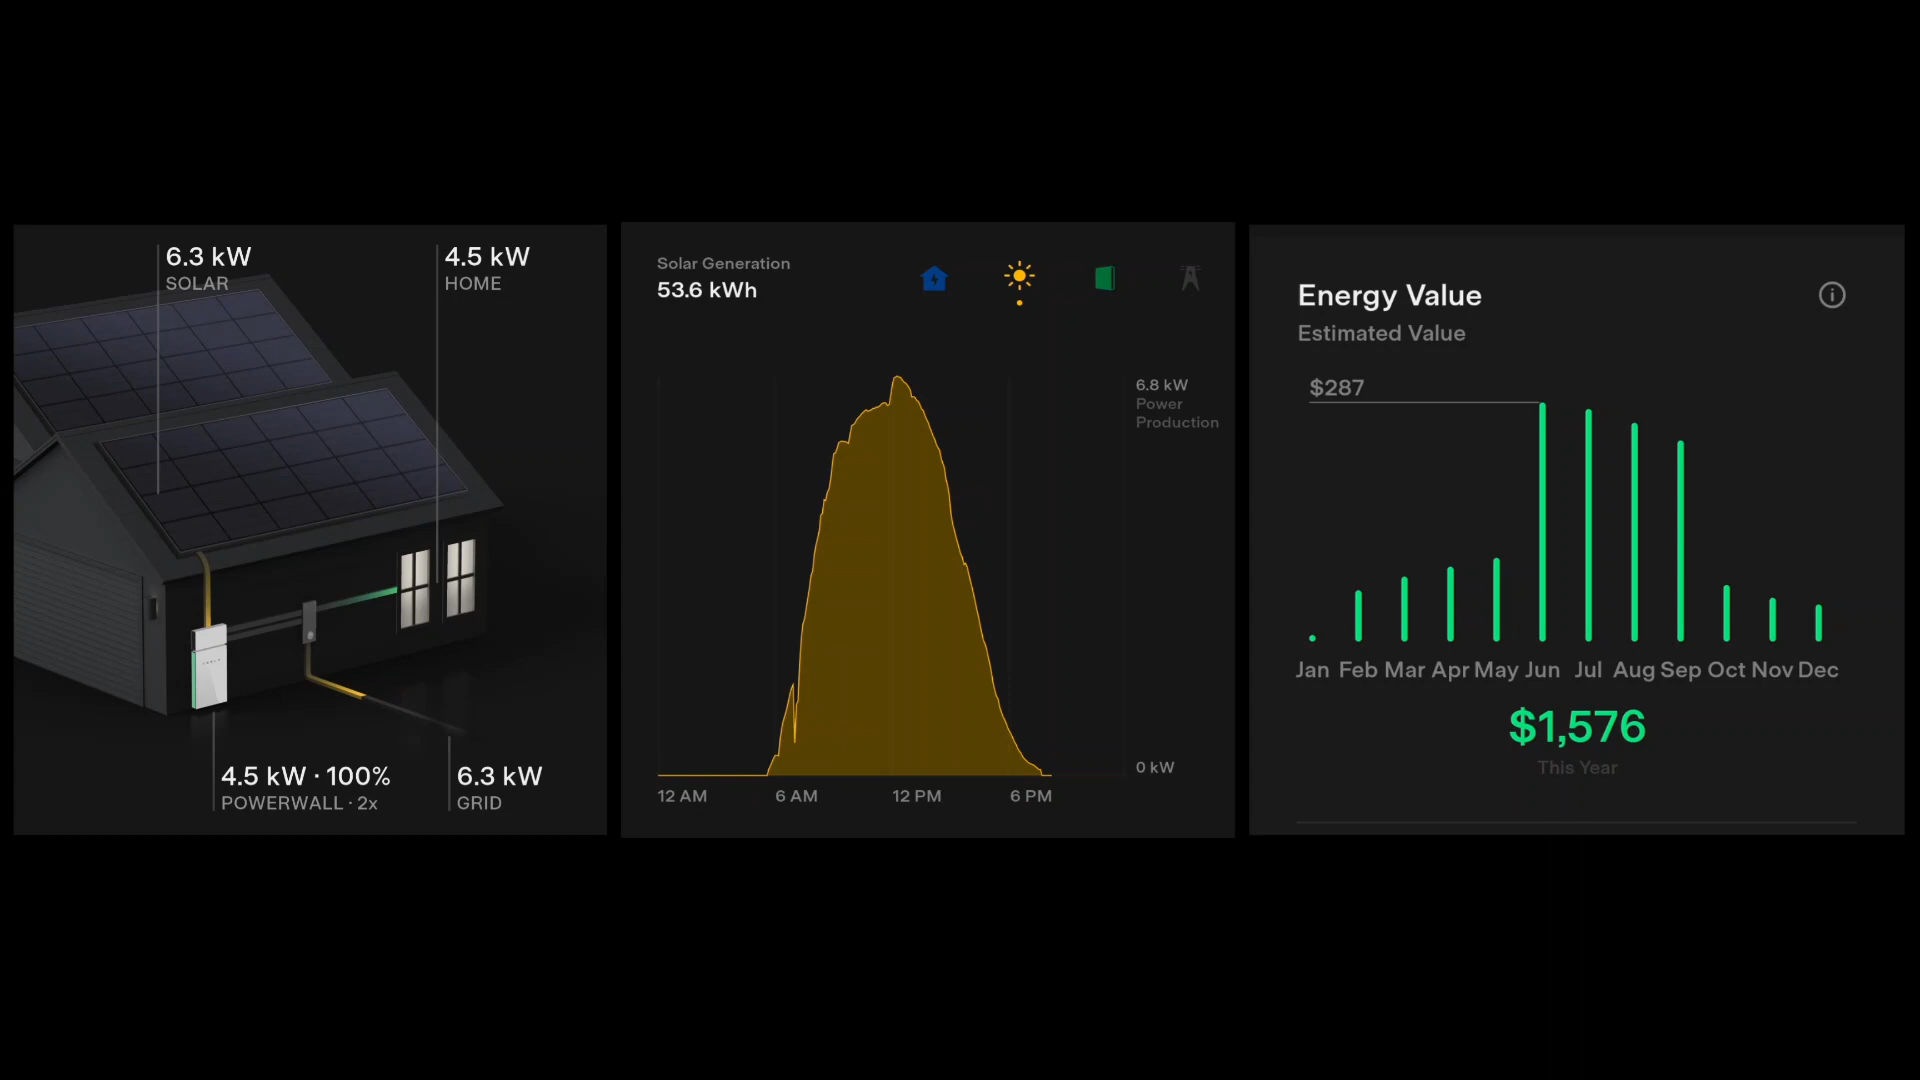 6.3 kW
SOLAR
4.5 kW
HOME
4.5 kW · 100%
POWERWALL · 2x
6.3 kW
GRID
Solar Generation
53.6 kWh
6.8 kW
Power
Production
0 kW
12 AM 6 AM 12 PM 6 PM
Energy Value
Estimated Value
$287
Jan Feb Mar Apr May Jun Jul Aug Sep Oct Nov Dec
$1,576
This Year